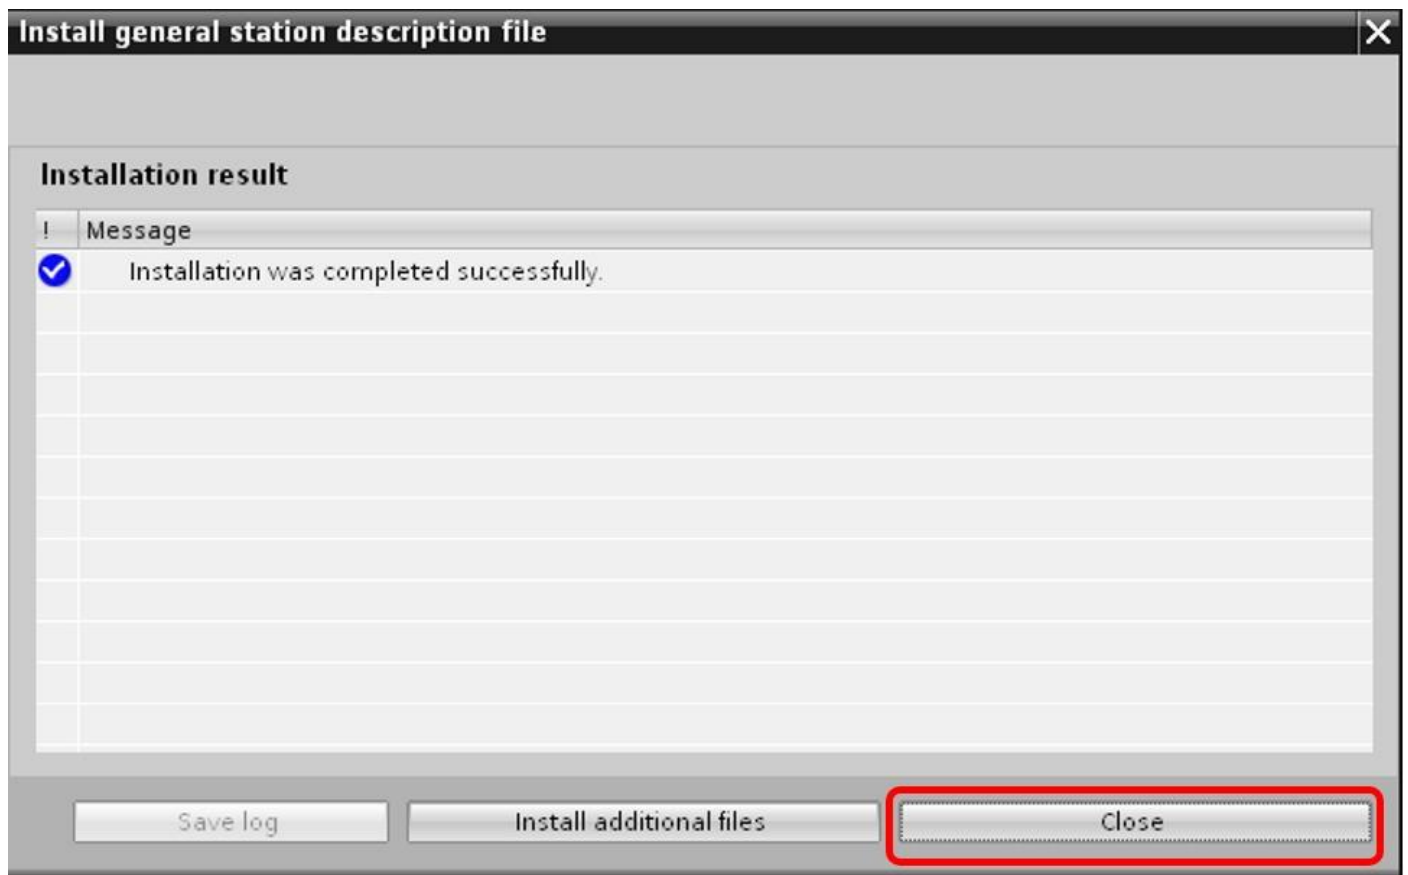 Install general station description file
Installation result
! Message
Installation was completed successfully.
Save log Install additional files Close